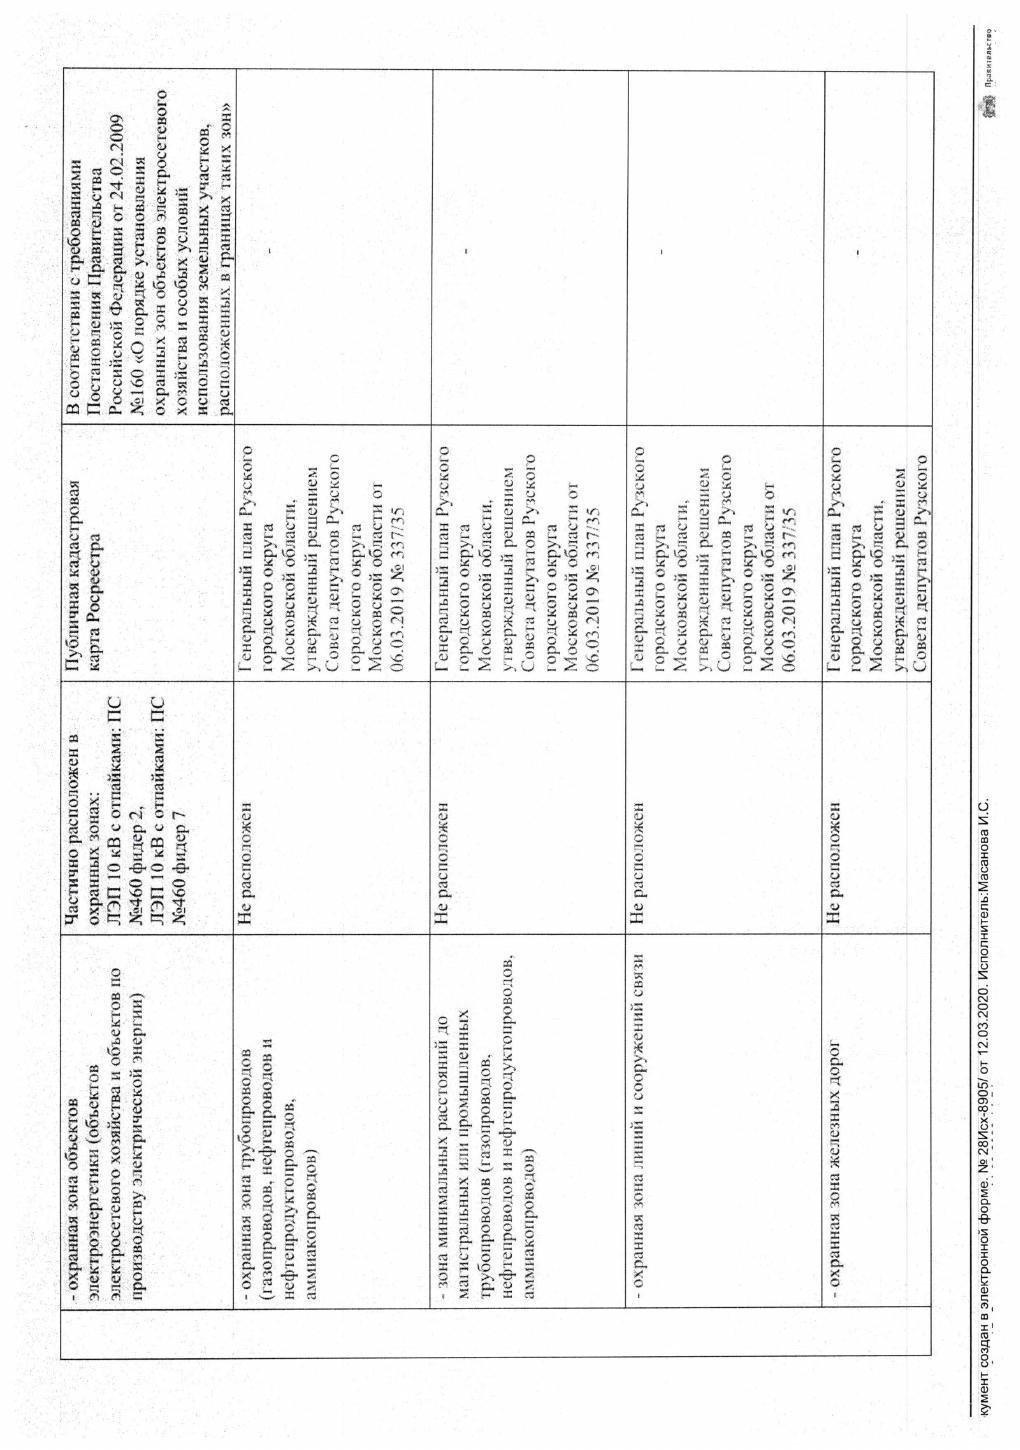 - охранная зона объектов
электроэнергетики (объектов
электросетевого хозяйства и объектов по
производству электрической энергии)
Частично расположен в
охранных зонах:
ЛЭП 10 кВ с отпайками: ПС
№460 фидер 2,
ЛЭП 10 кВ с отпайками: ПС
№460 фидер 7
Публичная кадастровая
карта Росреестра
В соответствии с требованиями
Постановления Правительства
Российской Федерации от 24.02.2009
№160 «О порядке установления
охранных зон объектов электросетевого
хозяйства и особых условий
использования земельных участков,
расположенных в границах таких зон»
- охранная зона трубопроводов
(газопроводов, нефтепроводов и
нефтепродуктопроводов,
аммиакопроводов)
Не расположен
Генеральный план Рузского
городского округа
Московской области,
утвержденный решением
Совета депутатов Рузского
городского округа
Московской области от
06.03.2019 № 337/35
-
- зона минимальных расстояний до
магистральных или промышленных
трубопроводов (газопроводов,
нефтепроводов и нефтепродуктопроводов,
аммиакопроводов)
Не расположен
Генеральный план Рузского
городского округа
Московской области,
утвержденный решением
Совета депутатов Рузского
городского округа
Московской области от
06.03.2019 № 337/35
-
- охранная зона линий и сооружений связи
Не расположен
Генеральный план Рузского
городского округа
Московской области,
утвержденный решением
Совета депутатов Рузского
городского округа
Московской области от
06.03.2019 № 337/35
-
- охранная зона железных дорог
Не расположен
Генеральный план Рузского
городского округа
Московской области,
утвержденный решением
Совета депутатов Рузского
-
кумент создан в электронной форме. № 28Исх-8905/ от 12.03.2020. Исполнитель:Масанова И.С.
Правительство